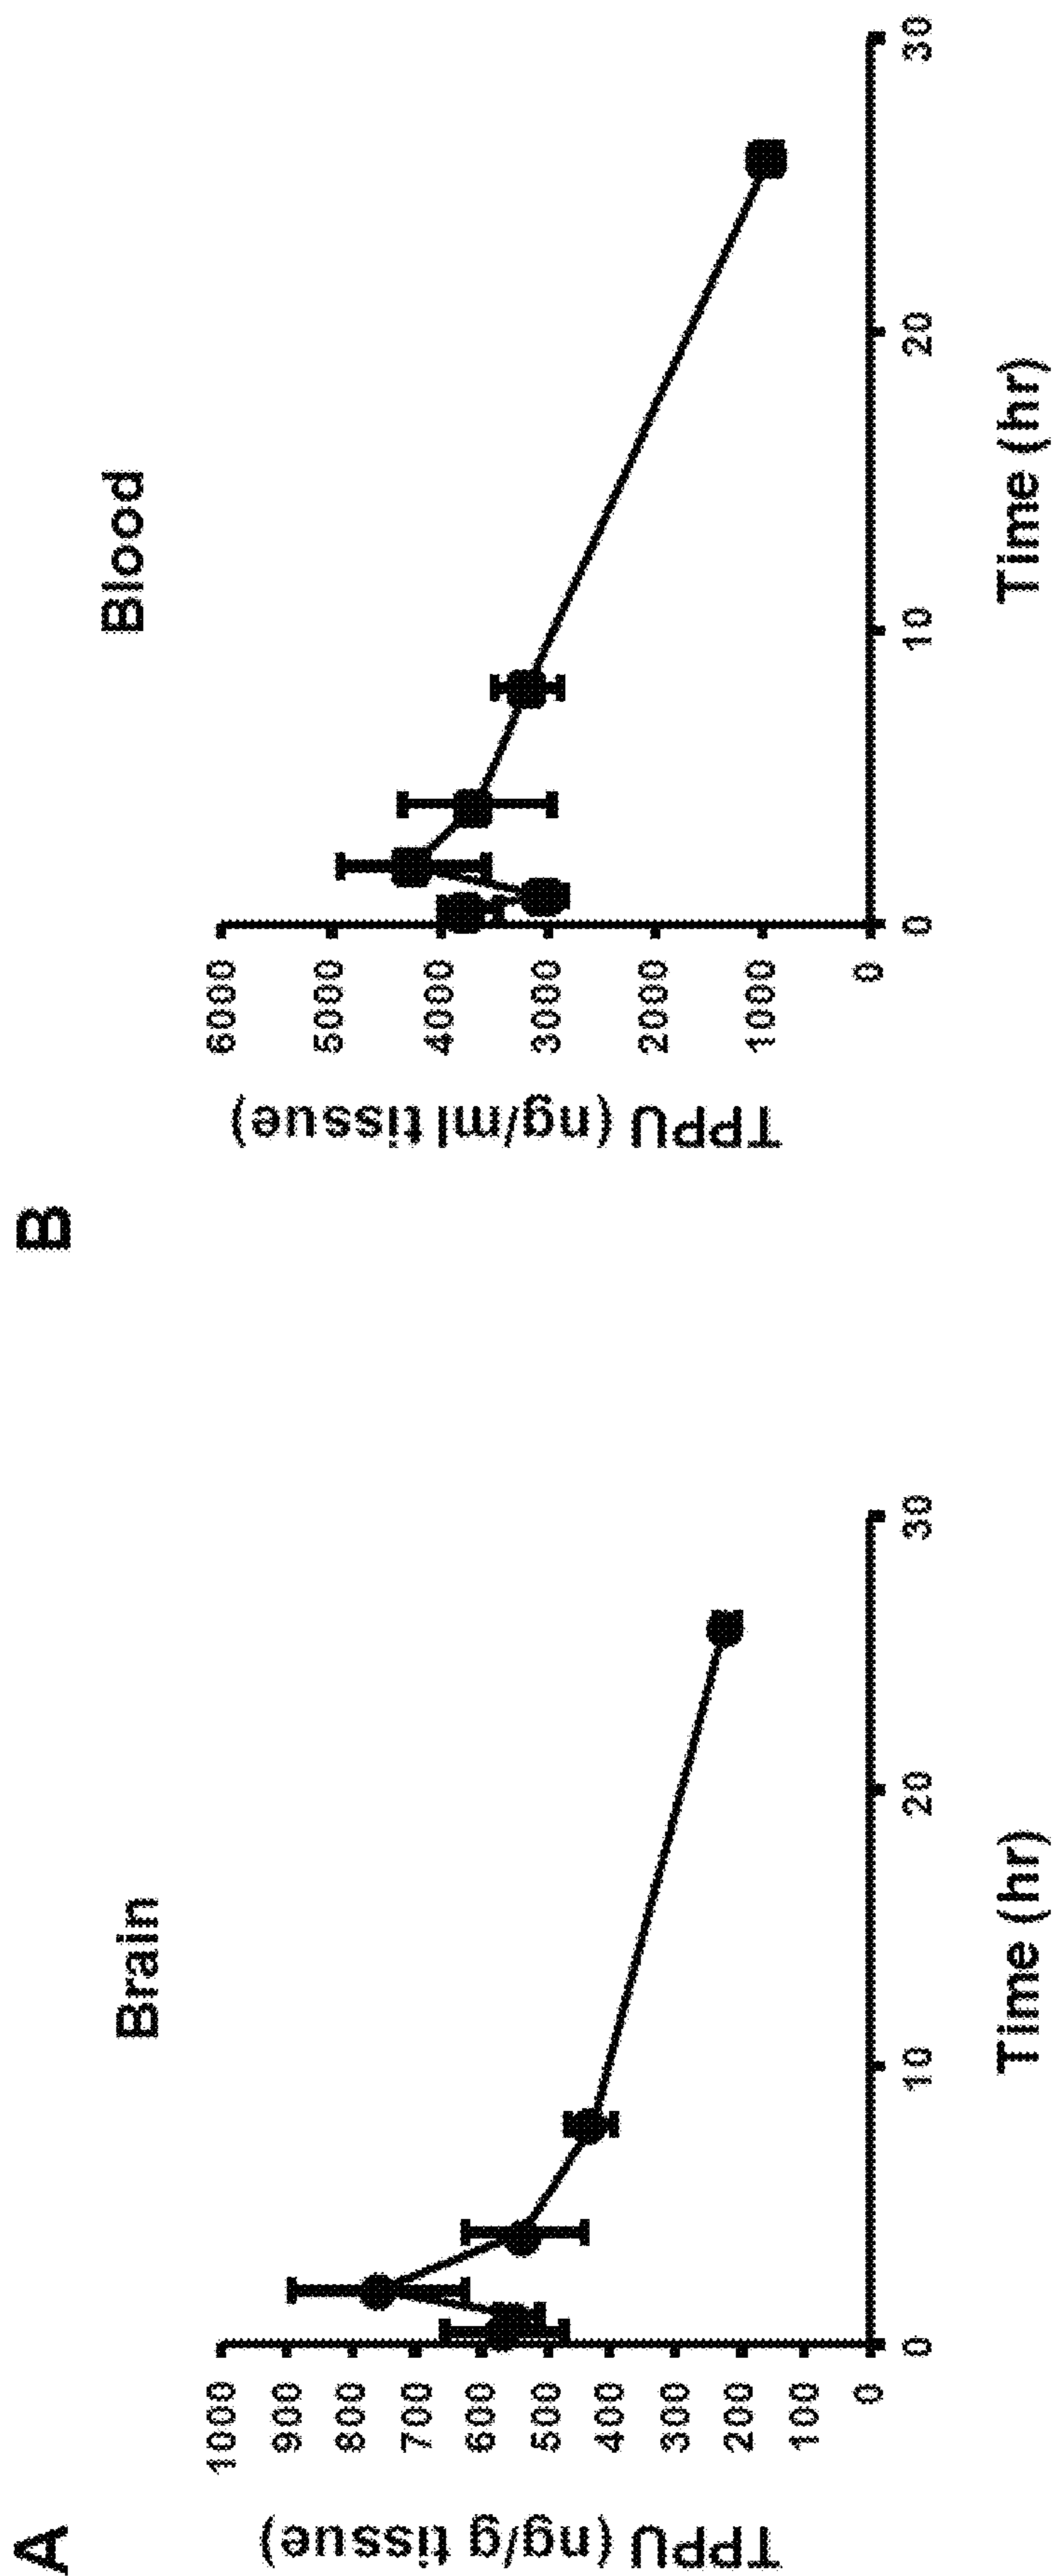 A
Brain
TPPU (ng/g tissue)
1000
900
800
700
600
500
400
300
200
100
0
0 10 20 30
Time (hr)
B
Blood
TPPU (ng/ml tissue)
6000
5000
4000
3000
2000
1000
0
0 10 20 30
Time (hr)